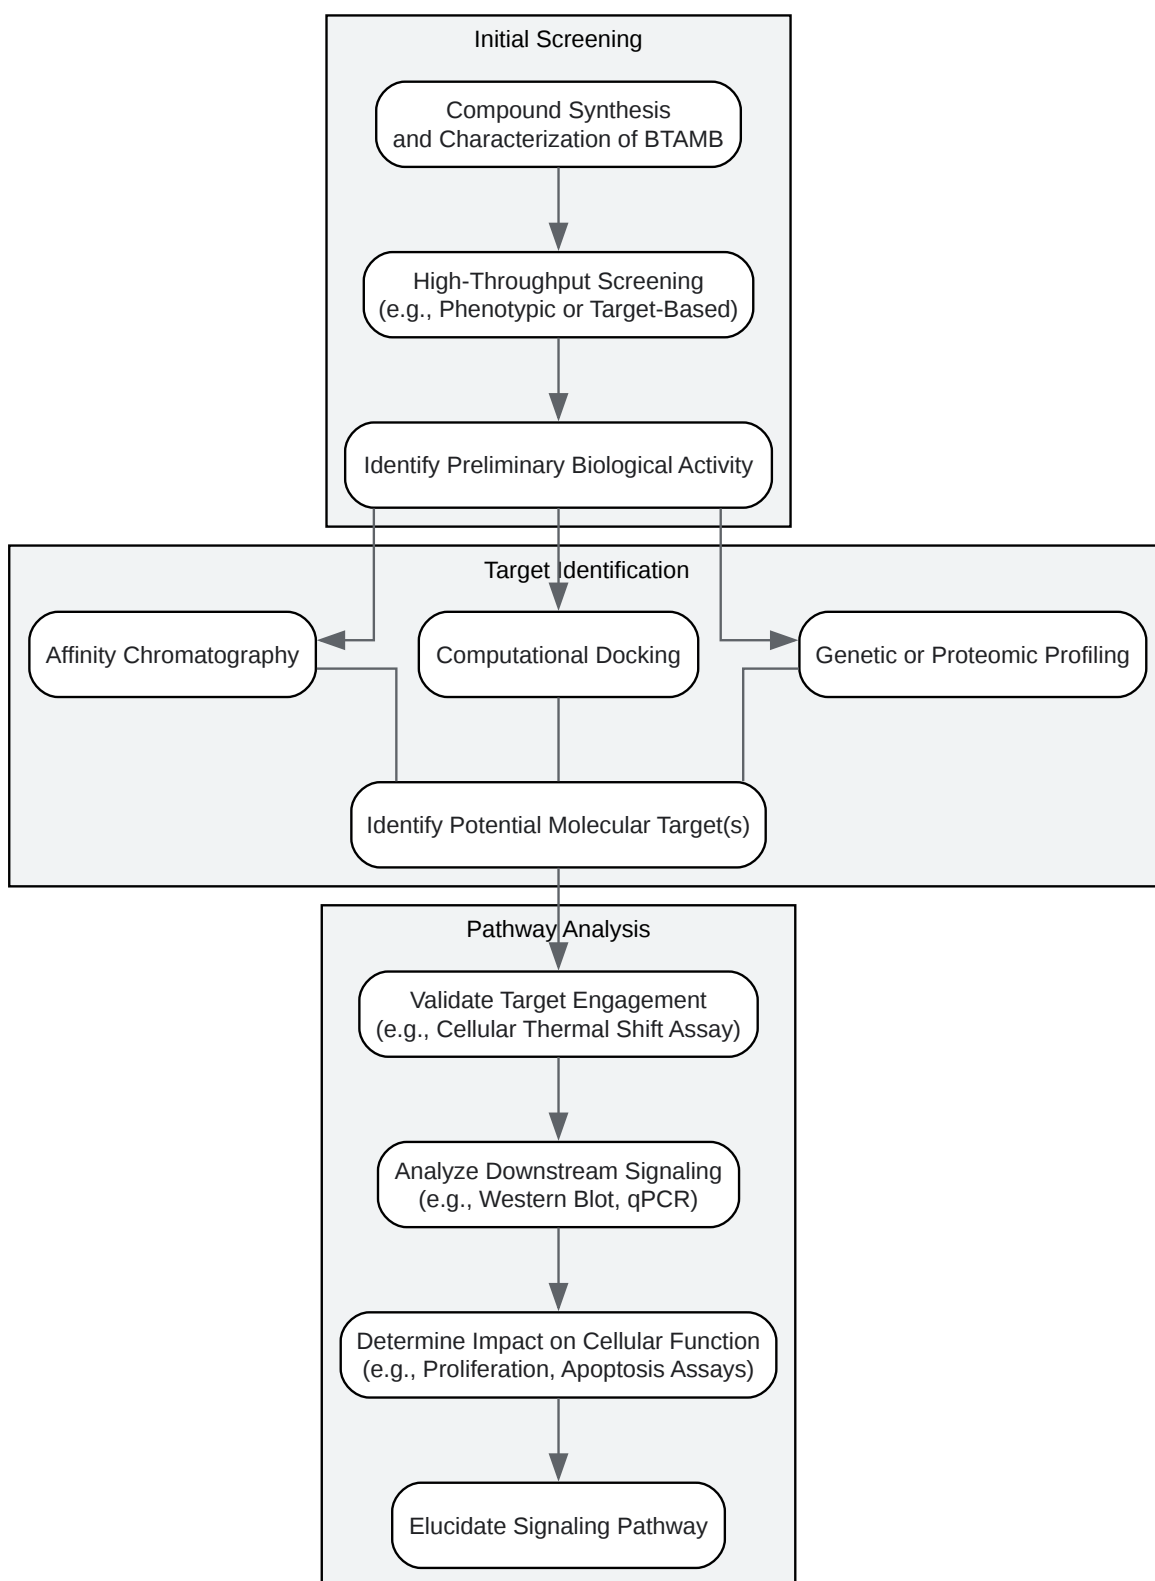 Initial Screening
Compound Synthesis
and Characterization of BTAMB
High-Throughput Screening
(e.g., Phenotypic or Target-Based)
Identify Preliminary Biological Activity
Target Identification
Affinity Chromatography
Computational Docking
Genetic or Proteomic Profiling
Identify Potential Molecular Target(s)
Pathway Analysis
Validate Target Engagement
(e.g., Cellular Thermal Shift Assay)
Analyze Downstream Signaling
(e.g., Western Blot, qPCR)
Determine Impact on Cellular Function
(e.g., Proliferation, Apoptosis Assays)
Elucidate Signaling Pathway